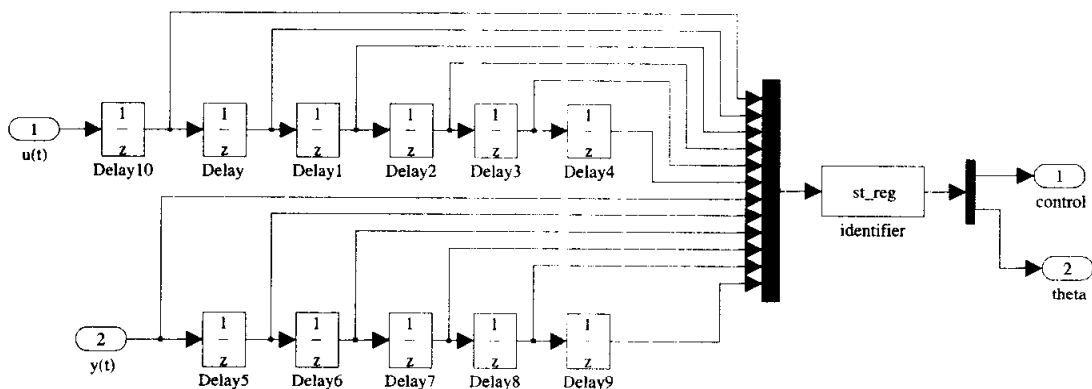 1
u(t)
1
z
Delay10
1
z
Delay
1
z
Delay1
1
z
Delay2
1
z
Delay3
1
z
Delay4
st_reg
identifier
1
control
2
theta
2
y(t)
1
z
Delay5
1
z
Delay6
1
z
Delay7
1
z
Delay8
1
z
Delay9